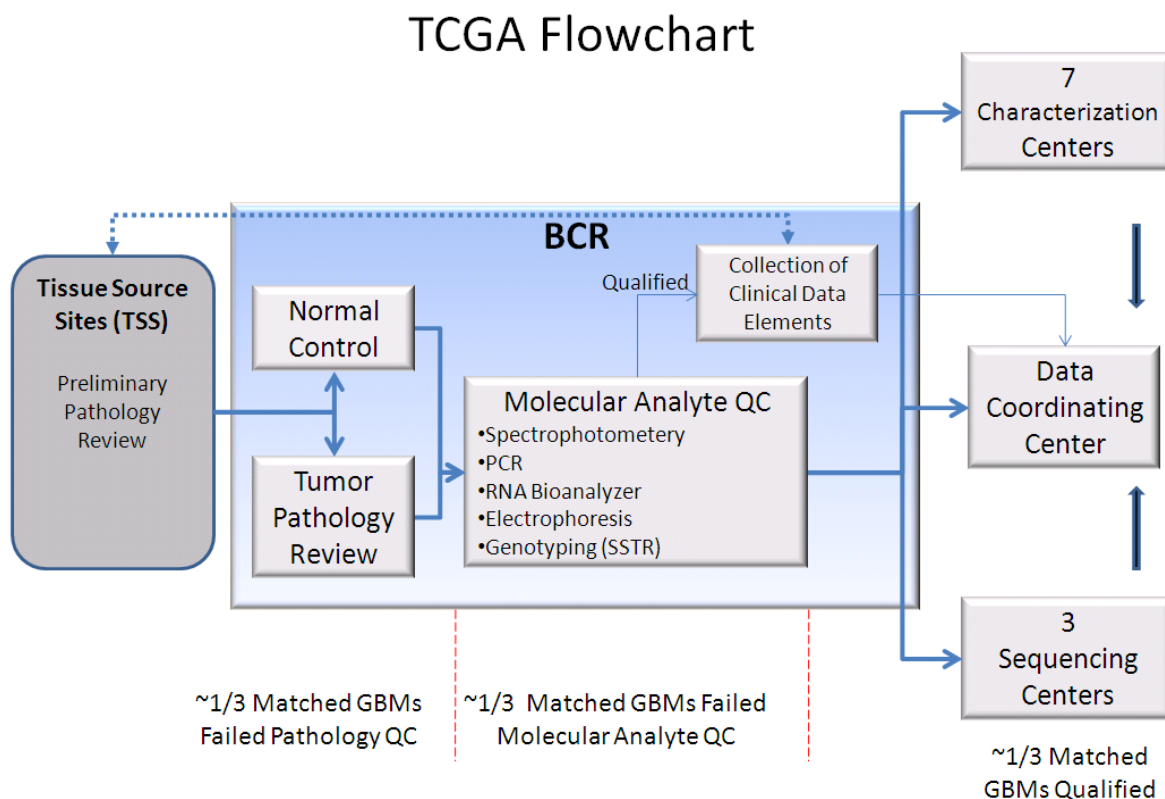 TCGA Flowchart
7
Characterization
Centers
BCR
Tissue Source
Sites (TSS)
Preliminary
Pathology
Review
Normal
Control
Tumor
Pathology
Review
Qualified
Collection of
Clinical Data
Elements
Molecular Analyte QC
•Spectrophotometery
•PCR
•RNA Bioanalyzer
•Electrophoresis
•Genotyping (SSTR)
Data
Coordinating
Center
3
Sequencing
Centers
~1/3 Matched GBMs
Failed Pathology QC
~1/3 Matched GBMs Failed
Molecular Analyte QC
~1/3 Matched
GBMs Qualified